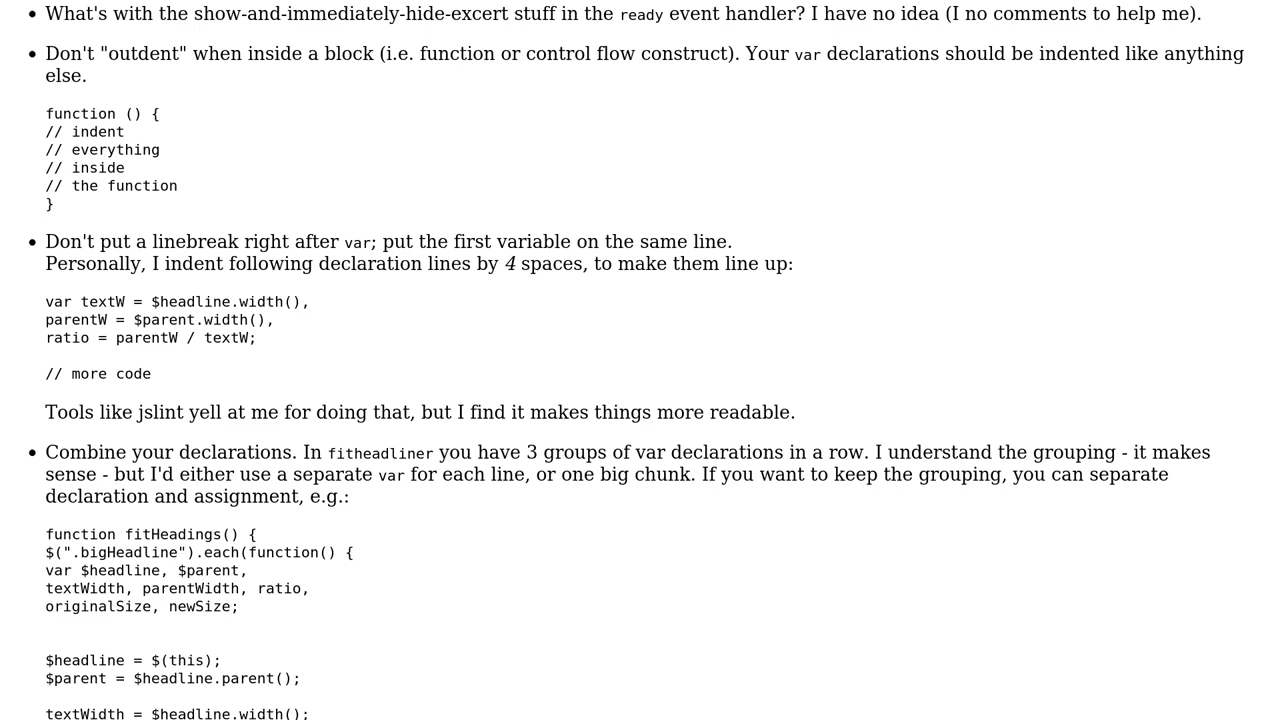 • What's with the show-and-immediately-hide-excert stuff in the ready event handler? I have no idea (I no comments to help me).
• Don't "outdent" when inside a block (i.e. function or control flow construct). Your var declarations should be indented like anything
else.
function () {
// indent
// everything
// inside
// the function
}
• Don't put a linebreak right after var; put the first variable on the same line.
Personally, I indent following declaration lines by 4 spaces, to make them line up:
var textW = $headline.width(),
parentW = $parent.width(),
ratio = parentW / textW;
// more code
Tools like jslint yell at me for doing that, but I find it makes things more readable.
• Combine your declarations. In fitheadliner you have 3 groups of var declarations in a row. I understand the grouping - it makes
sense - but I'd either use a separate var for each line, or one big chunk. If you want to keep the grouping, you can separate
declaration and assignment, e.g.:
function fitHeadings() {
$(".bigHeadline").each(function() {
var $headline, $parent,
textWidth, parentWidth, ratio,
originalSize, newSize;
$headline = $(this);
$parent = $headline.parent();
textWidth = $headline.width();